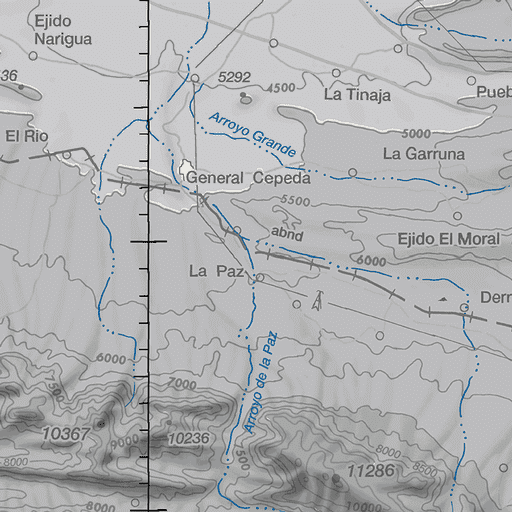 Ejido
Narigua
36
5292
4500
La Tinaja
Pueb
El Rio
Arroyo Grande
5000
La Garruna
General Cepeda
5500
abnd
Ejido El Moral
La Paz
6000
Derr
6000
Arroyo de la Paz
7000
500
10367
9000
10236
500
8000
8500
8000
11286
8000
10000